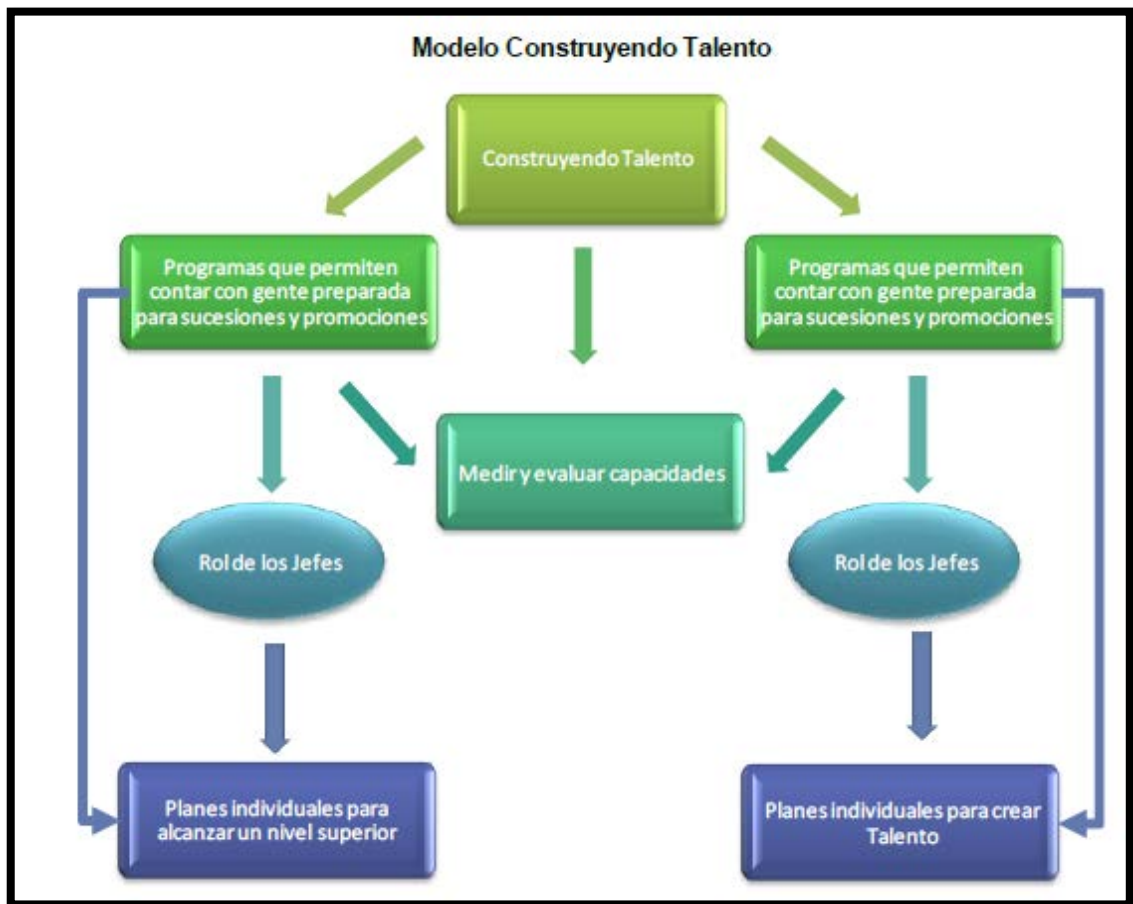 Modelo Construyendo Talento
Construyendo Talento
Programas que permiten
contar con gente preparada
para sucesiones y promociones
Programas que permiten
contar con gente preparada
para sucesiones y promociones
Medir y evaluar capacidades
Rol de los Jefes
Rol de los Jefes
Planes individuales para
alcanzar un nivel superior
Planes individuales para crear
Talento